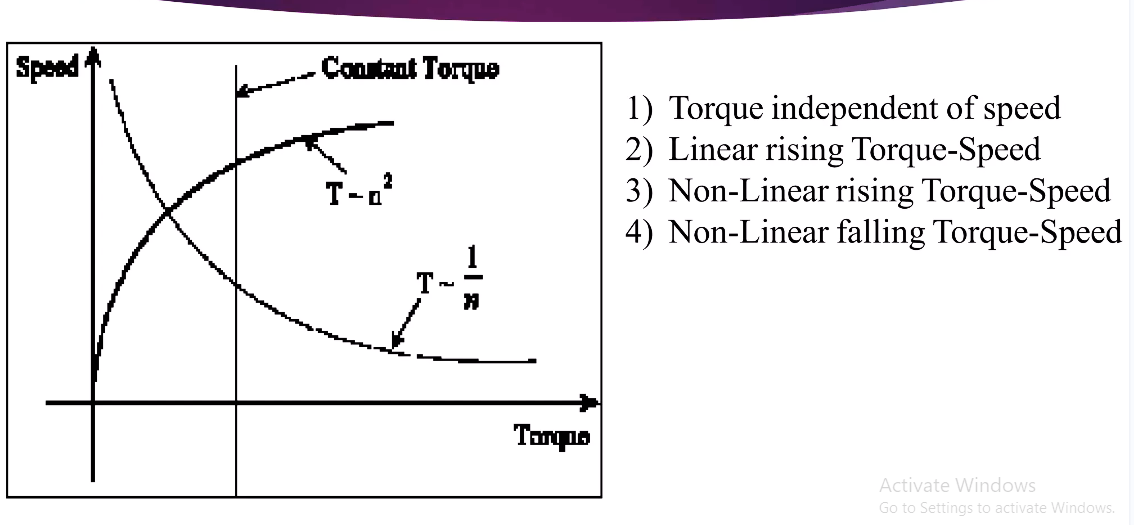 Speed
Constant Torque
T ~ n²
T ~ 1/n
Torque
1) Torque independent of speed
2) Linear rising Torque-Speed
3) Non-Linear rising Torque-Speed
4) Non-Linear falling Torque-Speed
Activate Windows
Go to Settings to activate Windows.